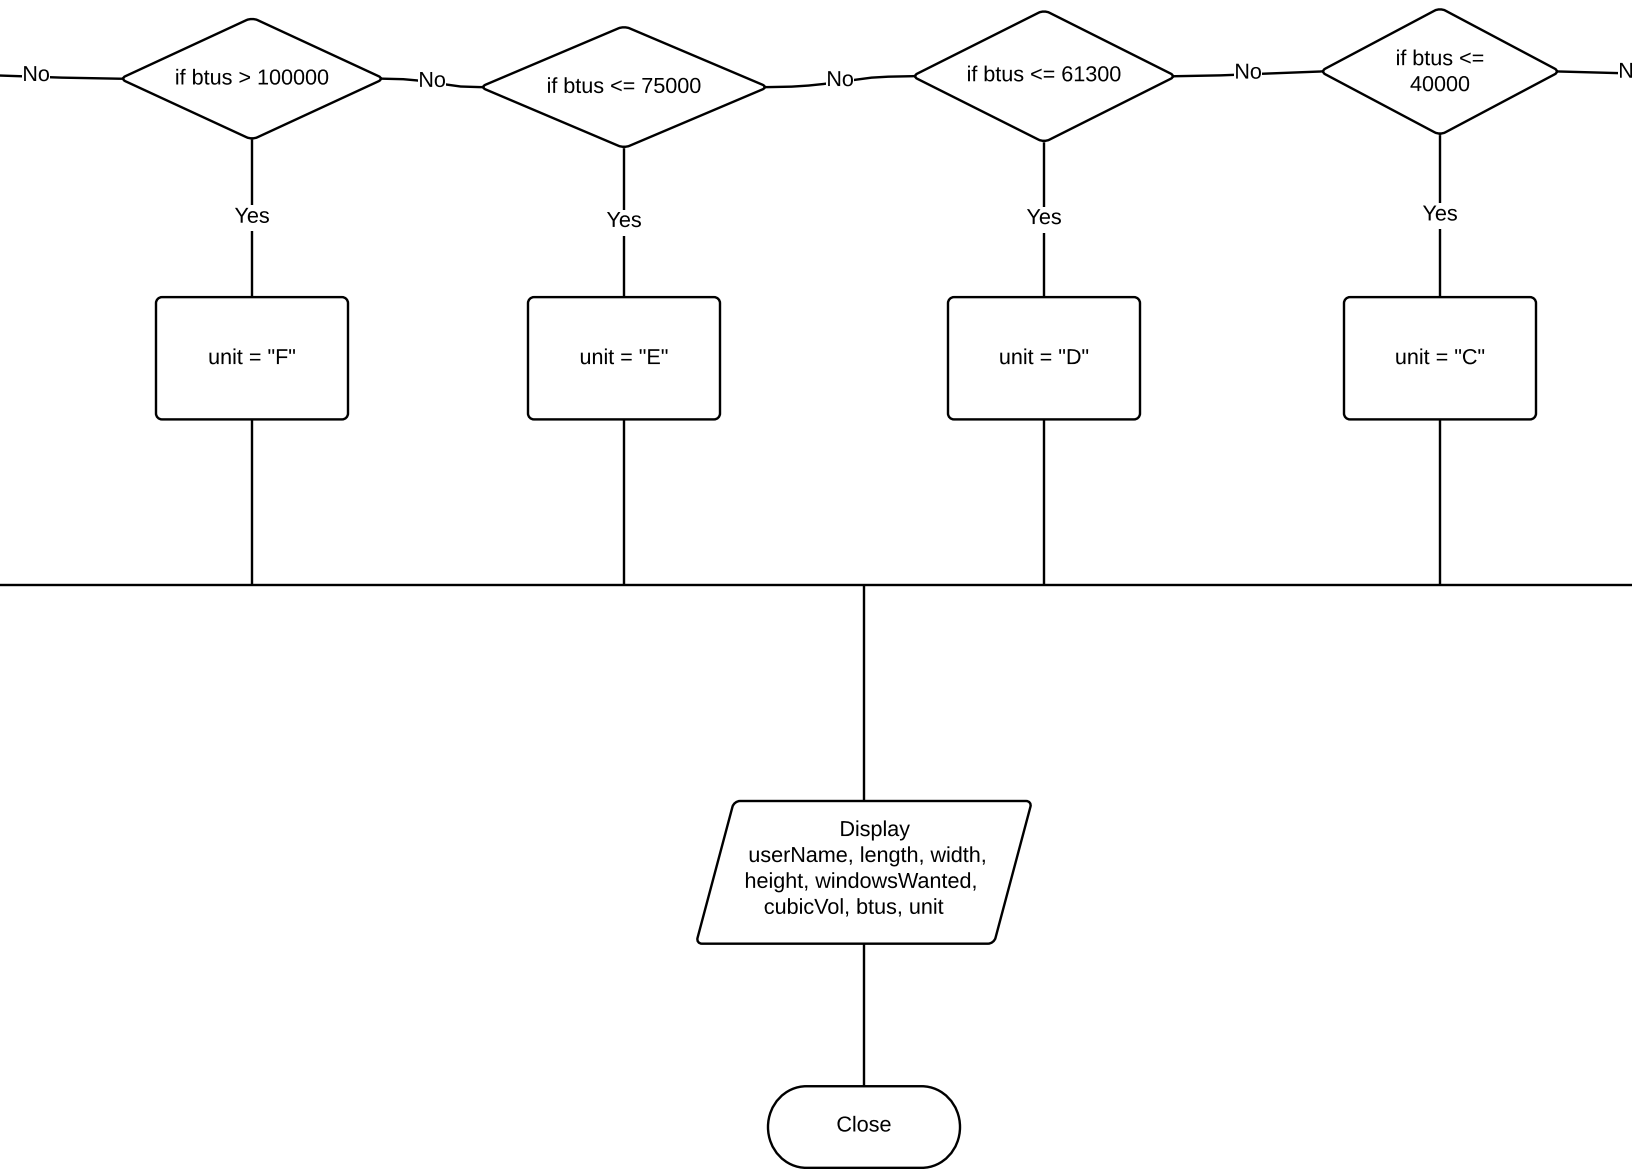 No
if btus > 100000
No
if btus <= 75000
No
if btus <= 61300
No
if btus <=
40000
N
Yes
Yes
Yes
Yes
unit = "F"
unit = "E"
unit = "D"
unit = "C"
Display
userName, length, width,
height, windowsWanted,
cubicVol, btus, unit
Close